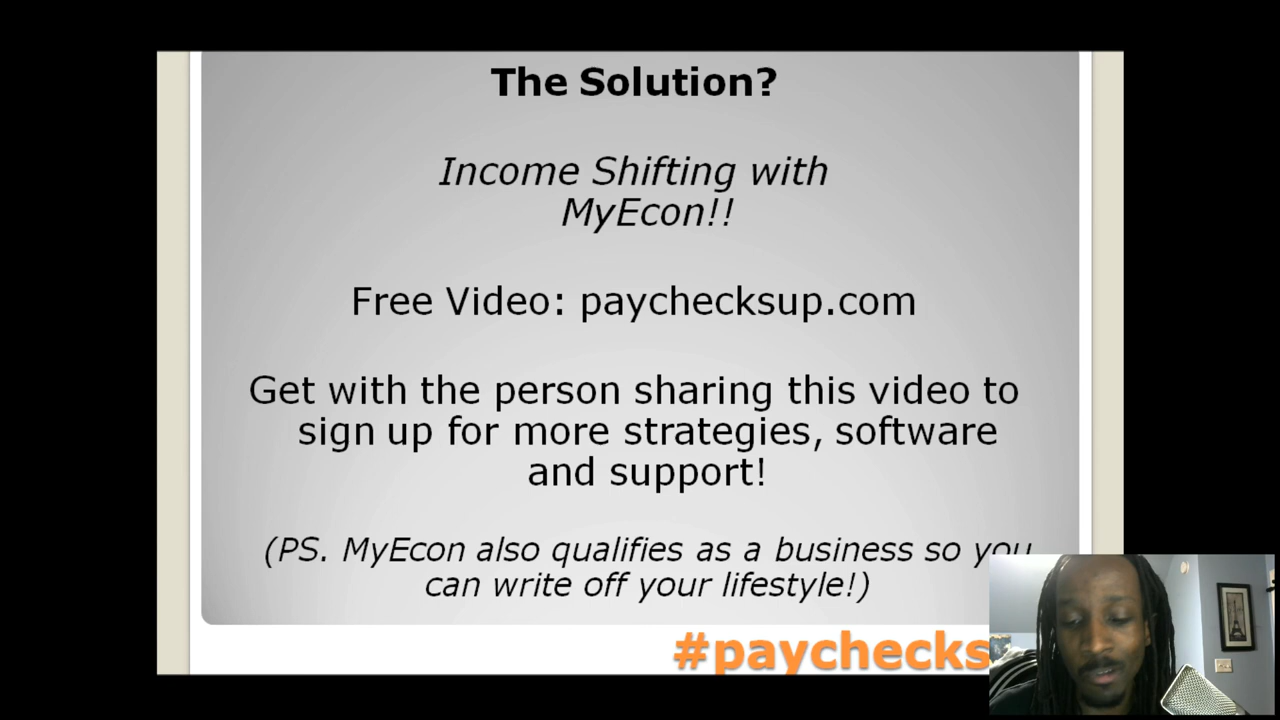 The Solution?
Income Shifting with
MyEcon!!
Free Video: paychecksup.com
Get with the person sharing this video to
sign up for more strategies, software
and support!
(PS. MyEcon also qualifies as a business so you
can write off your lifestyle!)
#paychecks